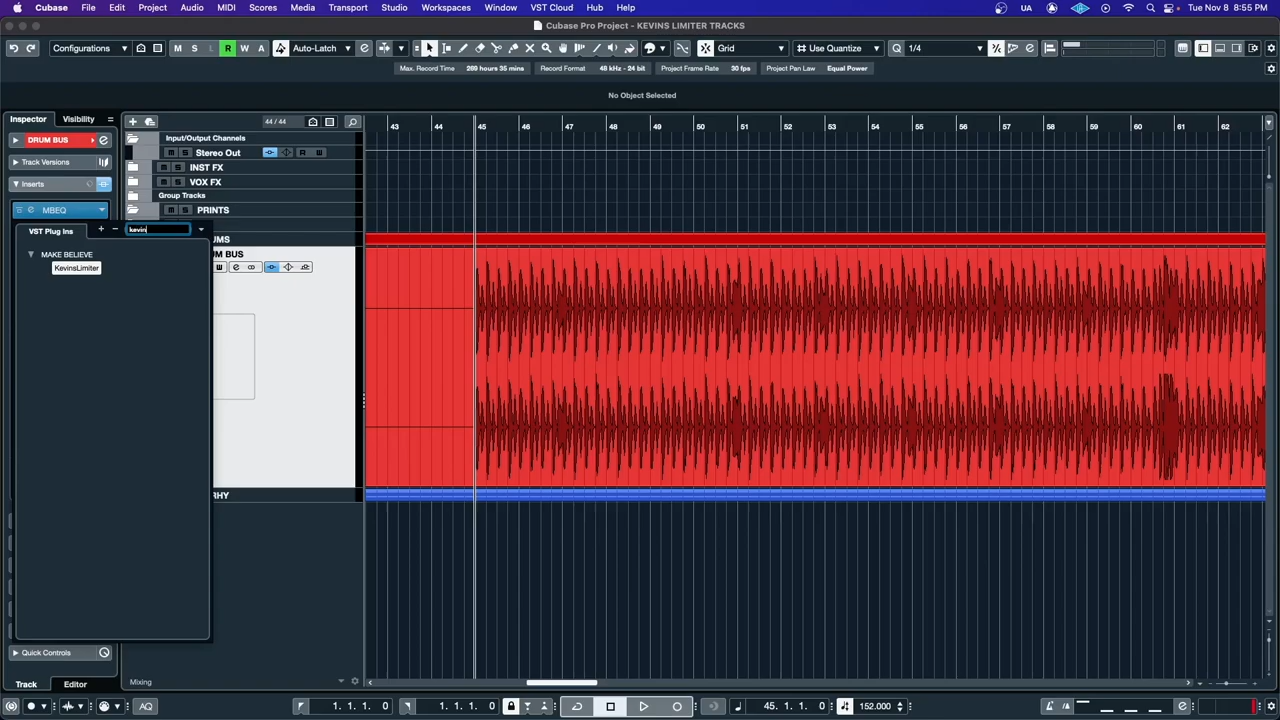 Cubase File Edit Project Audio MIDI Scores Media Transport Studio Workspaces Window VST Cloud Hub Help UA Tue Nov 8 8:55 PM
Cubase Pro Project - KEVINS LIMITER TRACKS
Configurations M S L R W A Auto-Latch Grid Use Quantize Q 1/4
Max. Record Time 269 hours 35 mins Record Format 48 kHz - 24 bit Project Frame Rate 30 fps Project Pan Law Equal Power
No Object Selected
Inspector Visibility 44 / 44 43 44 45 46 47 48 49 50 51 52 53 54 55 56 57 58 59 60 61 62
Input/Output Channels
DRUM BUS
m S Stereo Out R W
Track Versions
m S INST FX
Inserts
m S VOX FX
Group Tracks
MBEQ
m S PRINTS
VST Plug Ins + − kevin
UMS
MAKE BELIEVE
UM BUS
KevinsLimiter
RHY
Quick Controls
Track Editor Mixing
AQ 1. 1. 1. 0 1. 1. 1. 0 45. 1. 1. 0 152.000